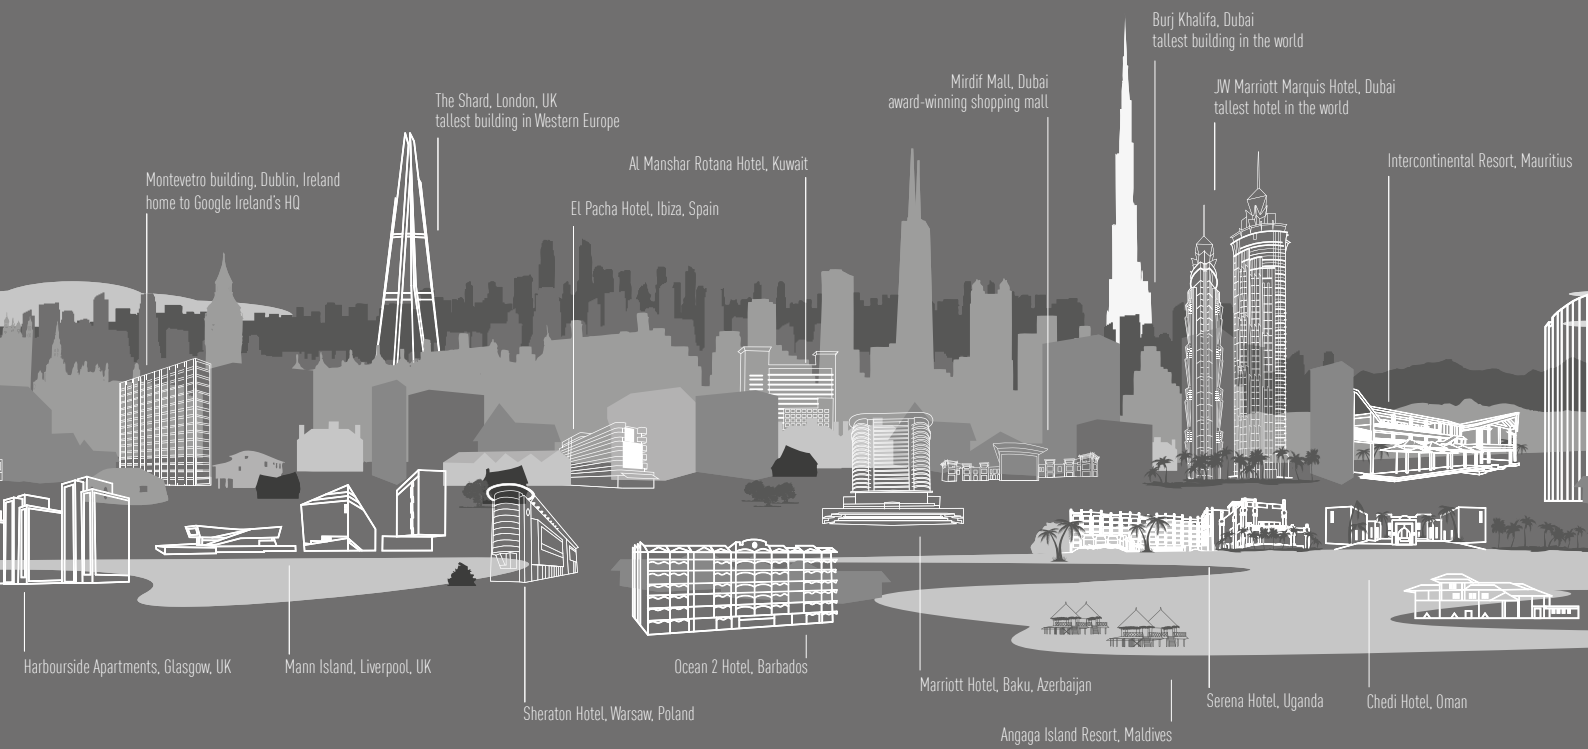 Burj Khalifa, Dubai
tallest building in the world
Mirdif Mall, Dubai
award-winning shopping mall
JW Marriott Marquis Hotel, Dubai
tallest hotel in the world
The Shard, London, UK
tallest building in Western Europe
Al Manshar Rotana Hotel, Kuwait
Intercontinental Resort, Mauritius
Montevetro building, Dublin, Ireland
home to Google Ireland's HQ
El Pacha Hotel, Ibiza, Spain
Harbourside Apartments, Glasgow, UK
Mann Island, Liverpool, UK
Ocean 2 Hotel, Barbados
Marriott Hotel, Baku, Azerbaijan
Serena Hotel, Uganda
Chedi Hotel, Oman
Sheraton Hotel, Warsaw, Poland
Angaga Island Resort, Maldives